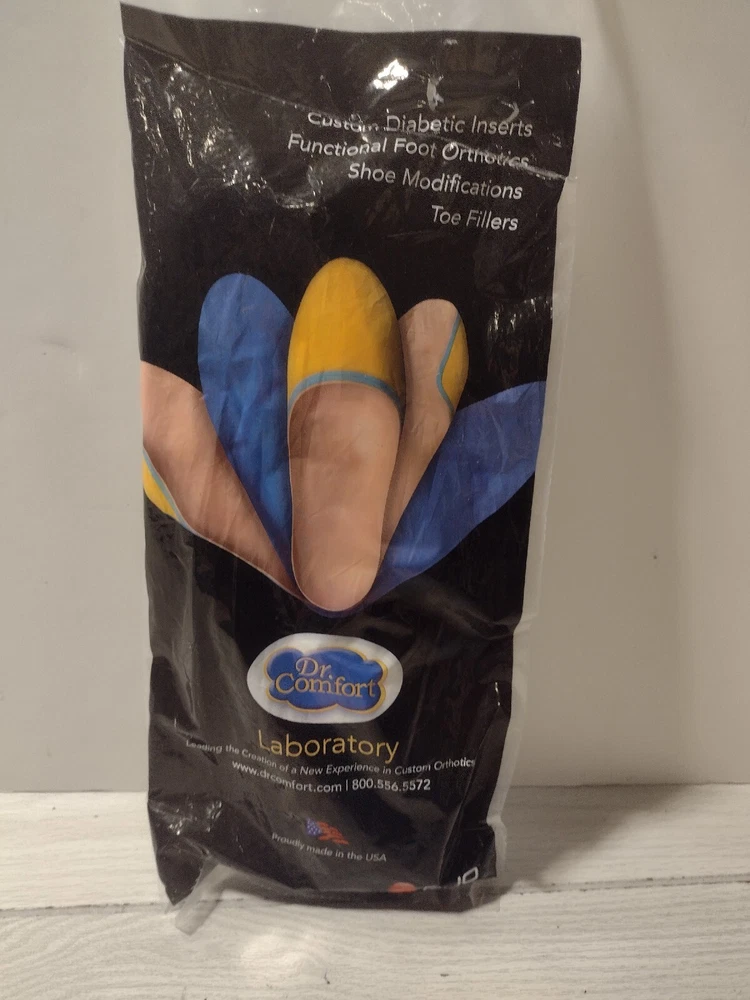 Custom Diabetic Inserts
Functional Foot Orthotics
Shoe Modifications
Toe Fillers
Dr.
Comfort
Laboratory
Leading the Creation of a New Experience in Custom Orthotics
www.drcomfort.com | 800.556.5572
Proudly made in the USA